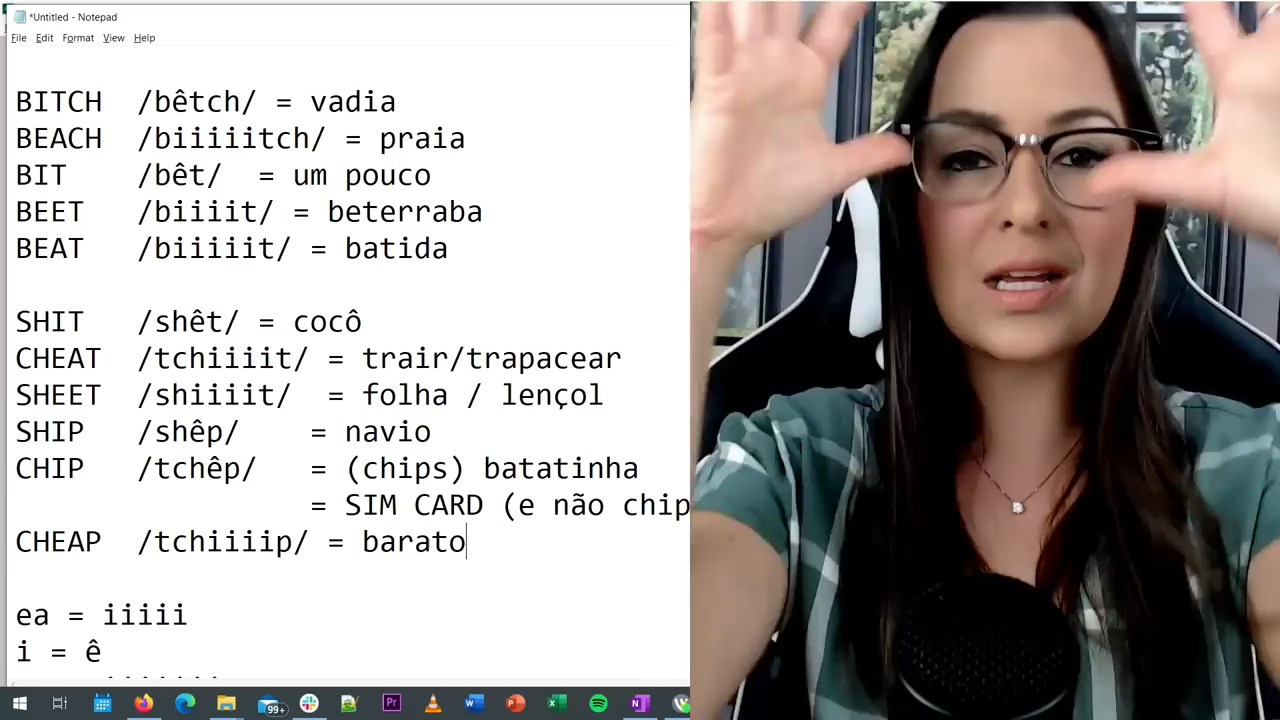 *Untitled - Notepad
File Edit Format View Help
BITCH /bêtch/ = vadia
BEACH /biiiiitch/ = praia
BIT /bêt/ = um pouco
BEET /biiiit/ = beterraba
BEAT /biiiiit/ = batida
SHIT /shêt/ = cocô
CHEAT /tchiiiit/ = trair/trapacear
SHEET /shiiiit/ = folha / lençol
SHIP /shêp/ = navio
CHIP /tchêp/ = (chips) batatinha
= SIM CARD (e não chip
CHEAP /tchiiiip/ = barato
ea = iiiii
i = ê
99+
Pr